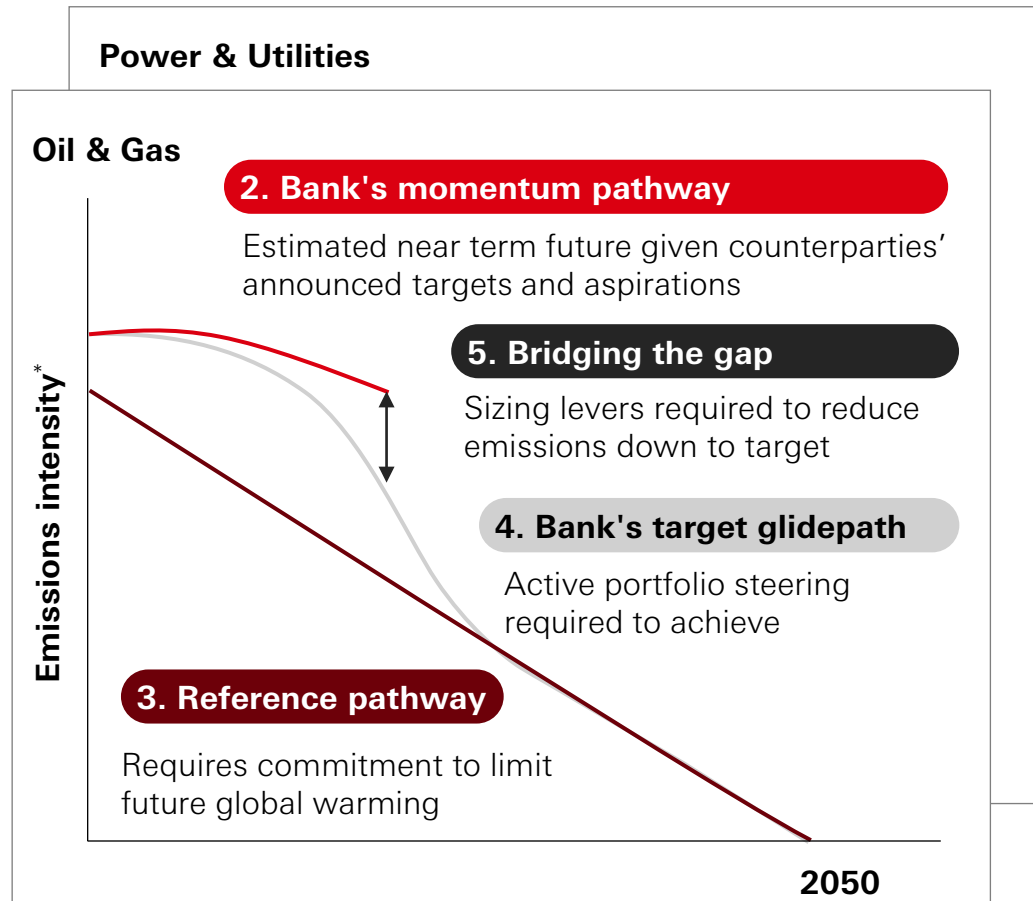 Power & Utilities
Oil & Gas
2. Bank's momentum pathway
Estimated near term future given counterparties’
announced targets and aspirations
5. Bridging the gap
Sizing levers required to reduce
emissions down to target
4. Bank's target glidepath
Active portfolio steering
required to achieve
Emissions intensity*
3. Reference pathway
Requires commitment to limit
future global warming
2050